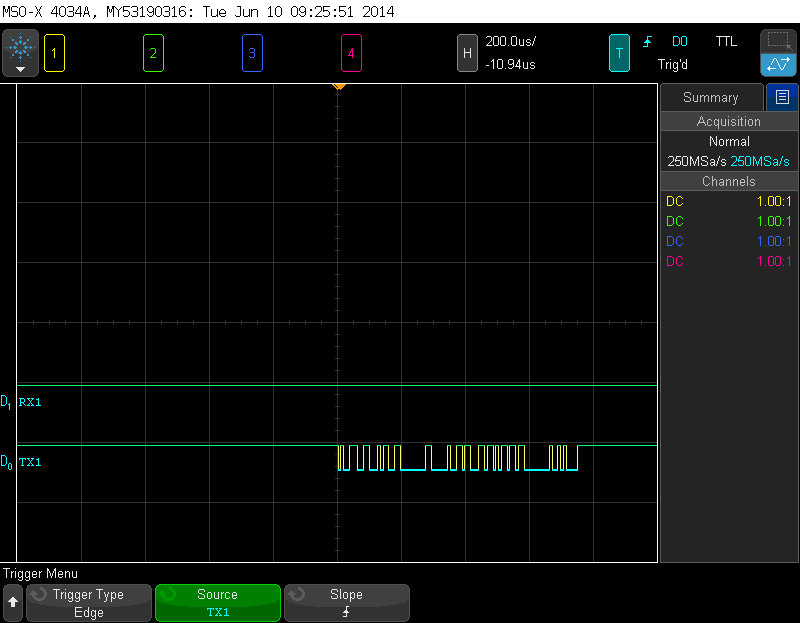 MSO-X 4034A, MY53190316: Tue Jun 10 09:25:51 2014
1 2 3 4 H 200.0us/ -10.94us T D0 TTL Trig'd
Summary
Acquisition
Normal
250MSa/s 250MSa/s
Channels
DC 1.00:1
DC 1.00:1
DC 1.00:1
DC 1.00:1
D1 RX1
D0 TX1
Trigger Menu
Trigger Type Edge
Source TX1
Slope